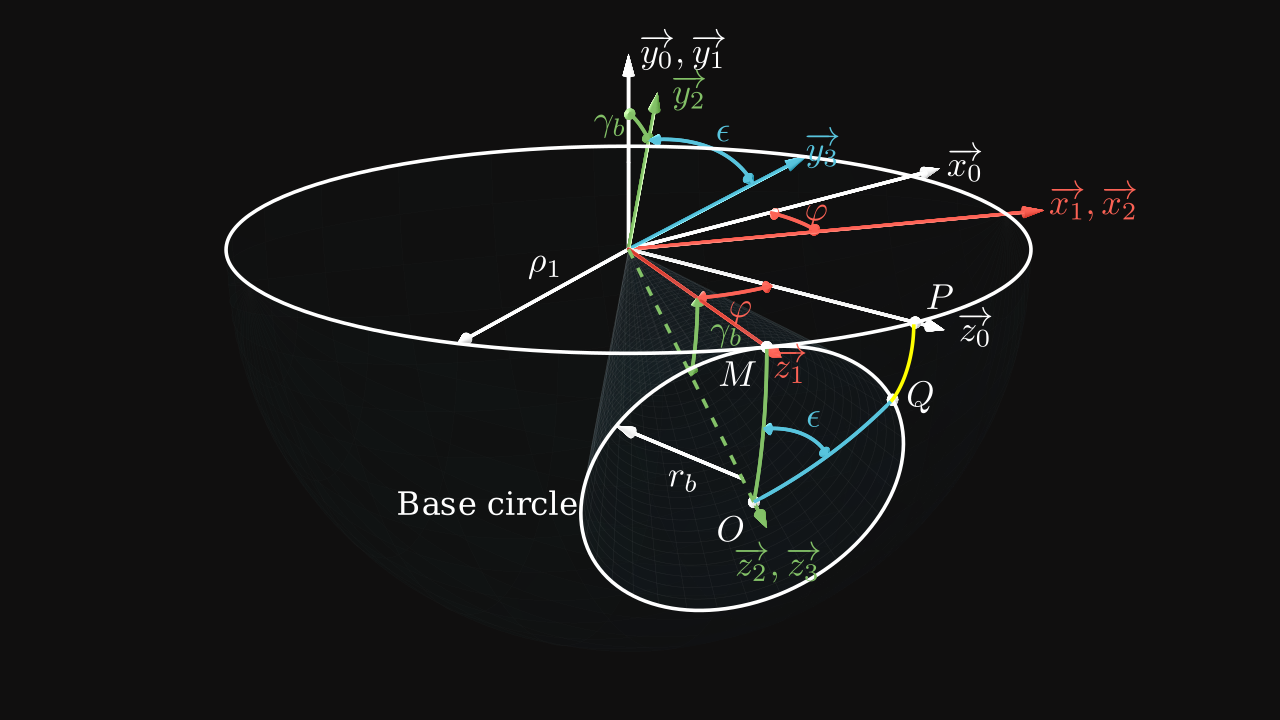 $\overrightarrow{y_0}, \overrightarrow{y_1}$
$\overrightarrow{y_2}$
$\gamma_b$
$\epsilon$
$\overrightarrow{y_3}$
$\overrightarrow{x_0}$
$\overrightarrow{x_1}, \overrightarrow{x_2}$
$\varphi$
$\rho_1$
$P$
$\varphi$
$\overrightarrow{z_0}$
$\gamma_b$
$M$
$\overrightarrow{z_1}$
$Q$
$\epsilon$
$r_b$
Base circle
$O$
$\overrightarrow{z_2}, \overrightarrow{z_3}$